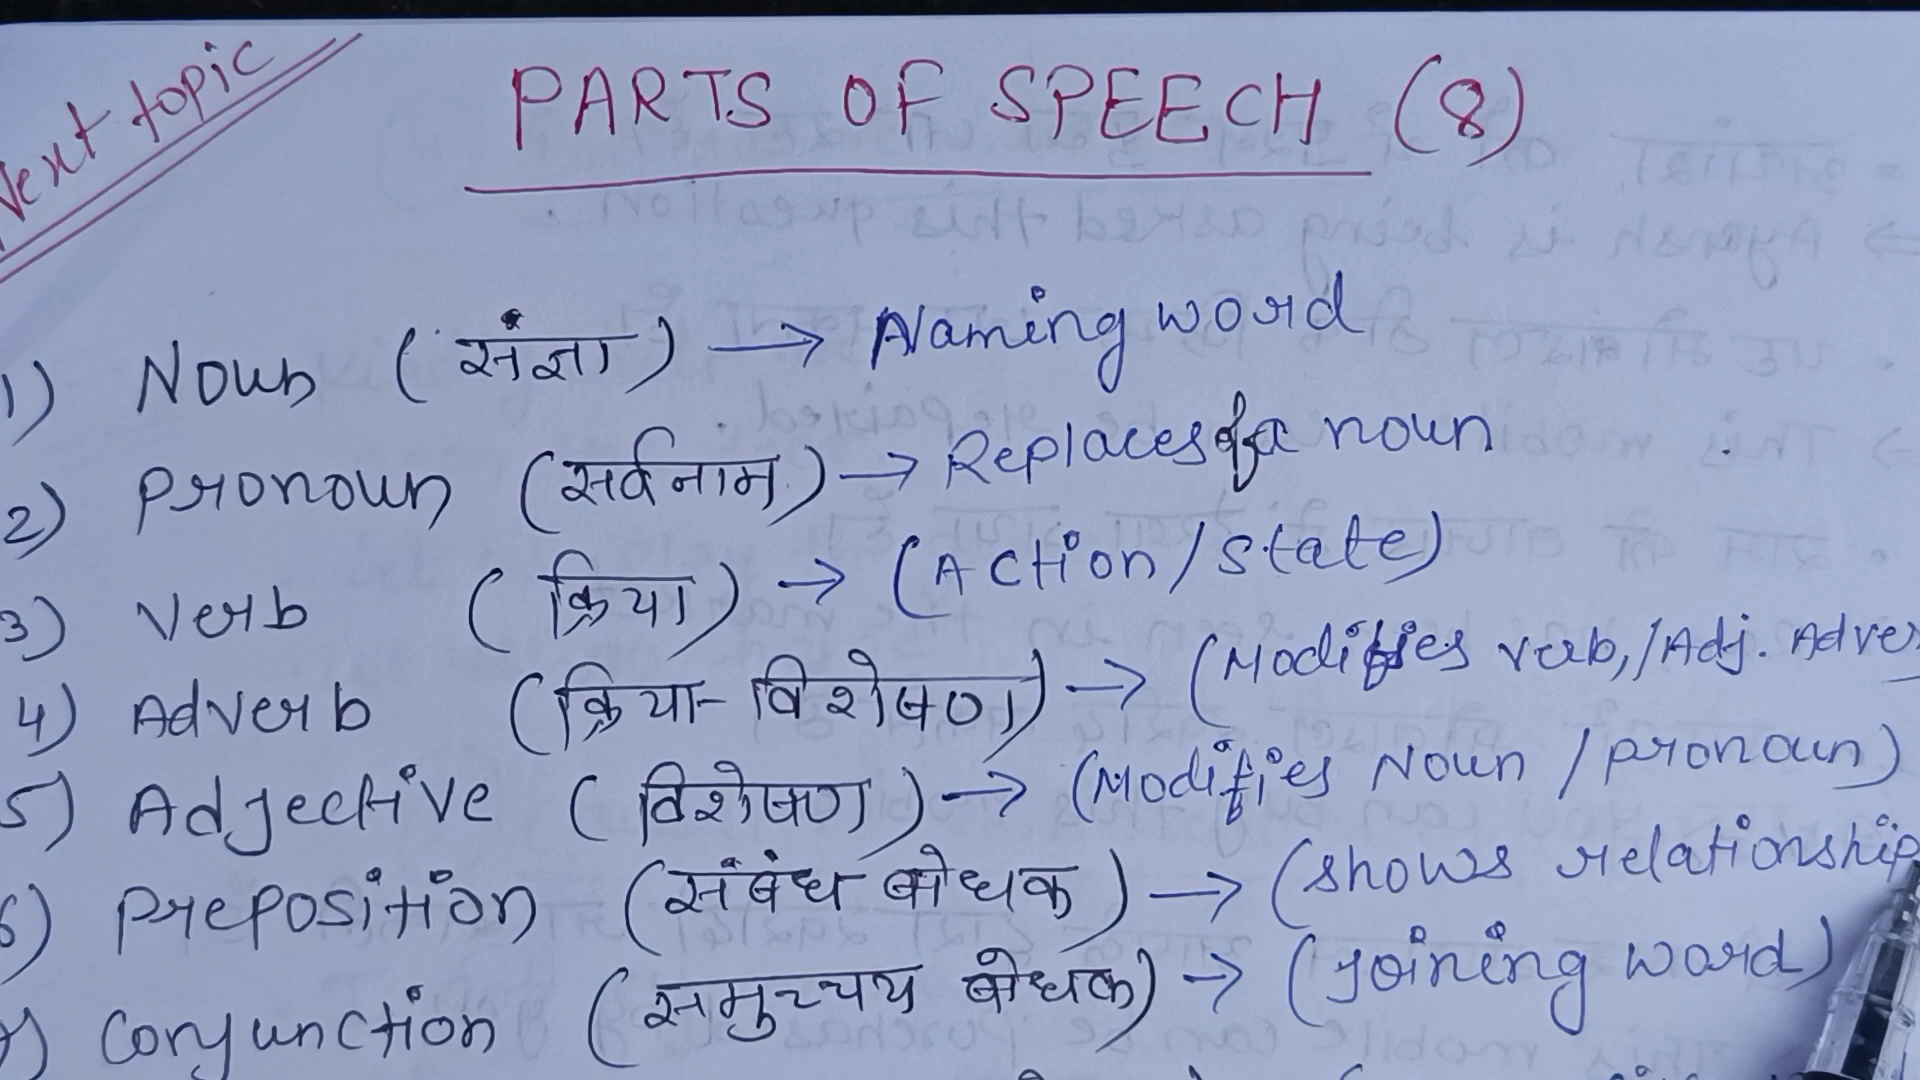 Next topic
PARTS OF SPEECH (8)
1) Noun (संज्ञा) → Naming word
2) Pronoun (सर्वनाम) → Replaces of a noun
3) Verb (क्रिया) → (Action/State)
4) Adverb (क्रिया-विशेषण) → (Modifies verb,/Adj. Adver
5) Adjective (विशेषण) → (Modifies Noun / pronoun)
6) Preposition (संबंध बोधक) → (shows relationship
7) Conjunction (समुच्चय बोधक) → (Joining word)